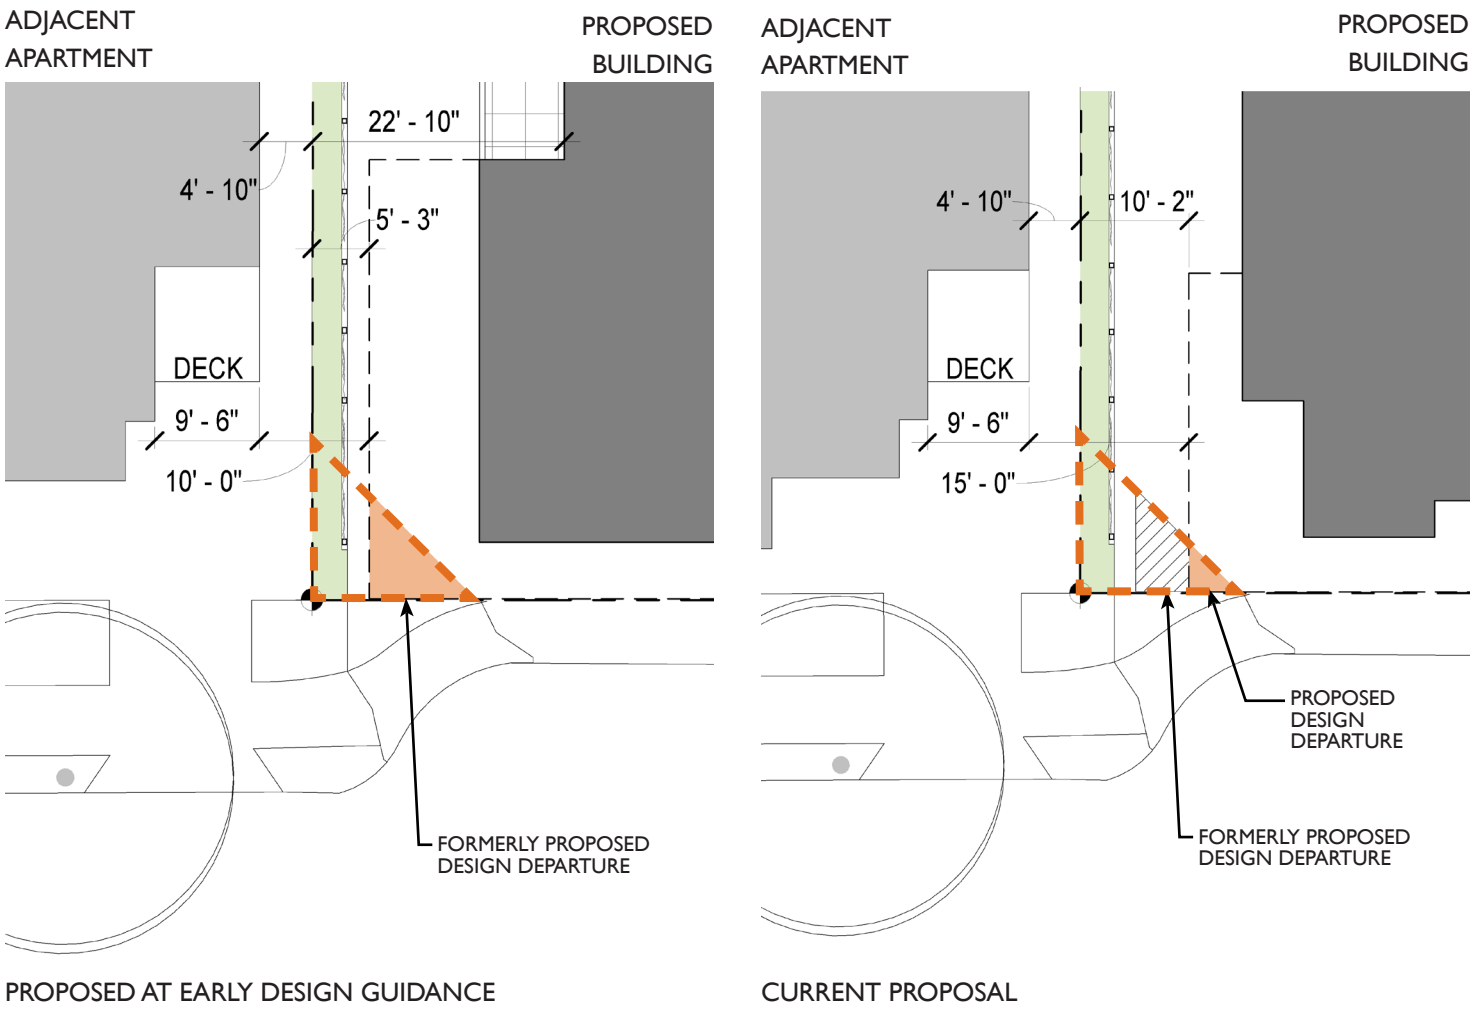 ADJACENT
APARTMENT
PROPOSED
BUILDING
22' - 10"
4' - 10"
5' - 3"
DECK
9' - 6"
10' - 0"
FORMERLY PROPOSED
DESIGN DEPARTURE
PROPOSED AT EARLY DESIGN GUIDANCE
ADJACENT
APARTMENT
PROPOSED
BUILDING
4' - 10"
10' - 2"
DECK
9' - 6"
15' - 0"
PROPOSED
DESIGN
DEPARTURE
FORMERLY PROPOSED
DESIGN DEPARTURE
CURRENT PROPOSAL